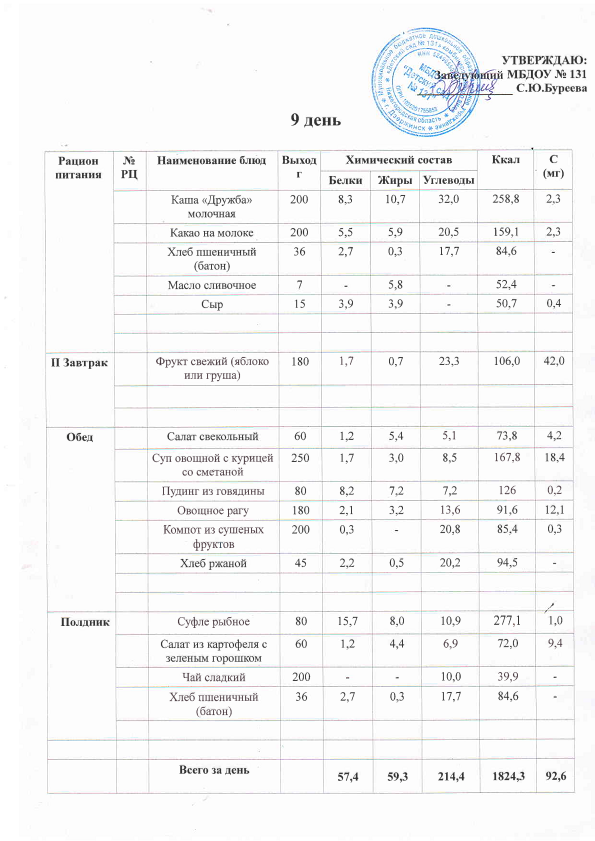 УТВЕРЖДАЮ:
Заведующий МБДОУ № 131
С.Ю.Буреева
9 день
Рацион питания № РЦ Наименование блюд Выход г Химический состав Ккал С (мг)
Белки Жиры Углеводы
Каша «Дружба» 200 8,3 10,7 32,0 258,8 2,3
молочная
Какао на молоке 200 5,5 5,9 20,5 159,1 2,3
Хлеб пшеничный 36 2,7 0,3 17,7 84,6 -
(батон)
Масло сливочное 7 - 5,8 - 52,4 -
Сыр 15 3,9 3,9 - 50,7 0,4
II Завтрак Фрукт свежий (яблоко 180 1,7 0,7 23,3 106,0 42,0
или груша)
Обед Салат свекольный 60 1,2 5,4 5,1 73,8 4,2
Суп овощной с курицей 250 1,7 3,0 8,5 167,8 18,4
со сметаной
Пудинг из говядины 80 8,2 7,2 7,2 126 0,2
Овощное рагу 180 2,1 3,2 13,6 91,6 12,1
Компот из сушеных 200 0,3 - 20,8 85,4 0,3
фруктов
Хлеб ржаной 45 2,2 0,5 20,2 94,5 -
Полдник Суфле рыбное 80 15,7 8,0 10,9 277,1 1,0
Салат из картофеля с 60 1,2 4,4 6,9 72,0 9,4
зеленым горошком
Чай сладкий 200 - - 10,0 39,9 -
Хлеб пшеничный 36 2,7 0,3 17,7 84,6 -
(батон)
Всего за день 57,4 59,3 214,4 1824,3 92,6